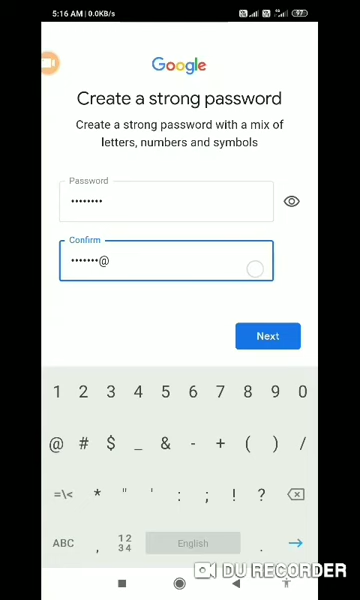 5:16 AM | 0.0KB/s
97
Google
Create a strong password
Create a strong password with a mix of
letters, numbers and symbols
Password
••••••••
Confirm
•••••••@
Next
1 2 3 4 5 6 7 8 9 0
@ # $ _ & - + ( ) /
=\< * " ' : ; ! ?
ABC , 12 34 English .
DU RECORDER